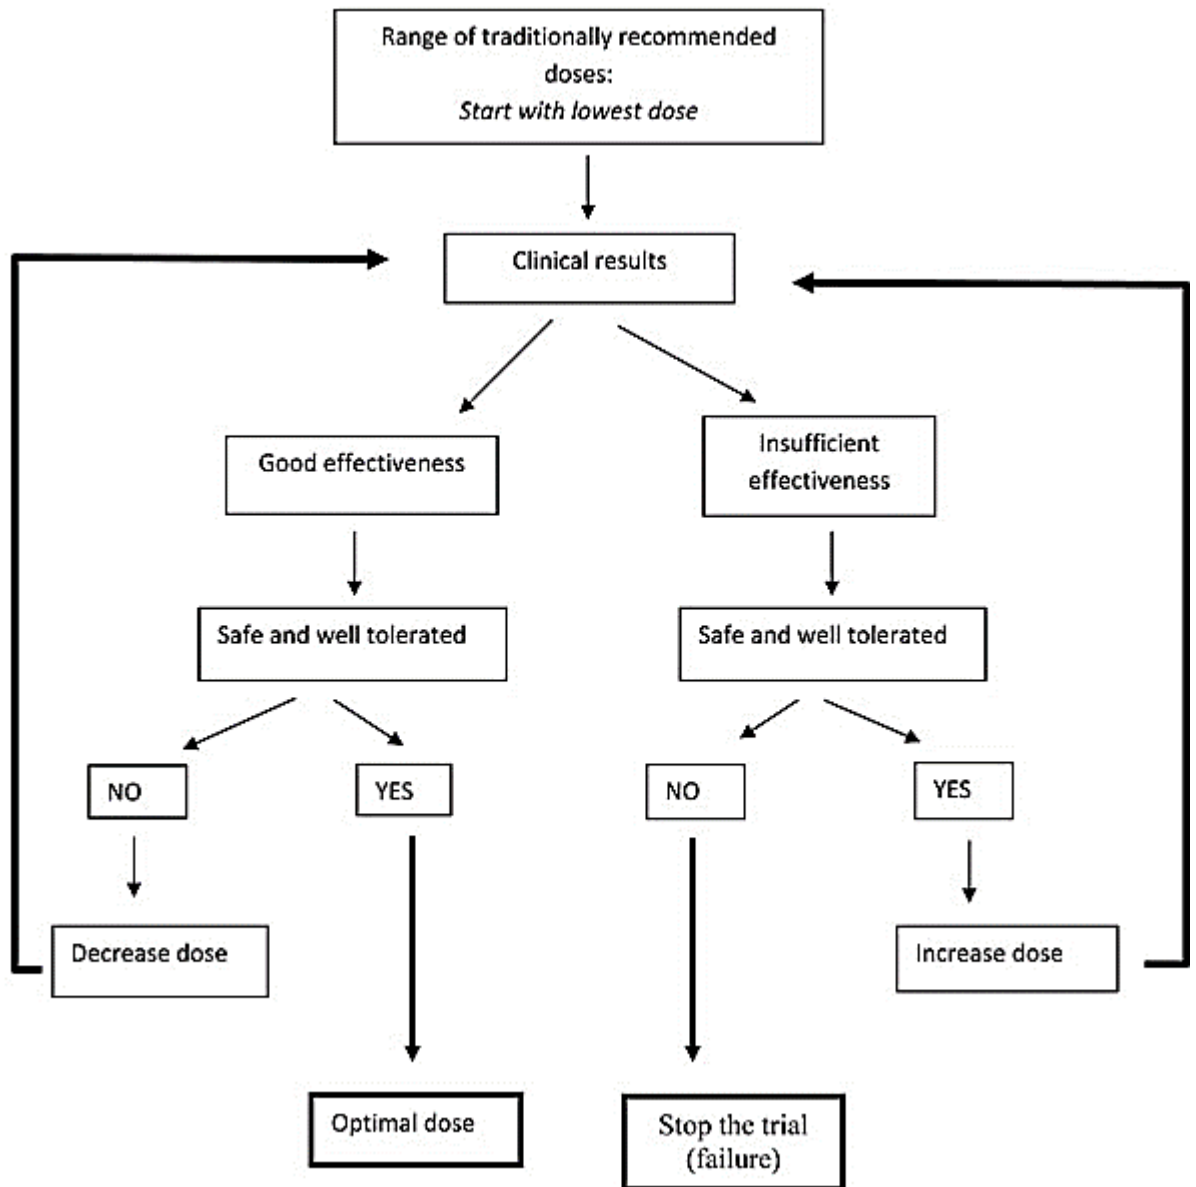 Range of traditionally recommended
doses:
Start with lowest dose
Clinical results
Good effectiveness
Insufficient
effectiveness
Safe and well tolerated
Safe and well tolerated
NO
YES
NO
YES
Decrease dose
Increase dose
Optimal dose
Stop the trial
(failure)